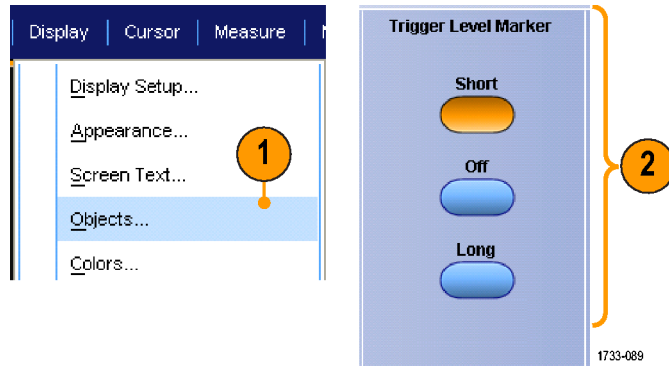 Display | Cursor | Measure |
Display Setup...
Appearance...
Screen Text...
Objects...
Colors...
1
Trigger Level Marker
Short
Off
Long
2
1733-089